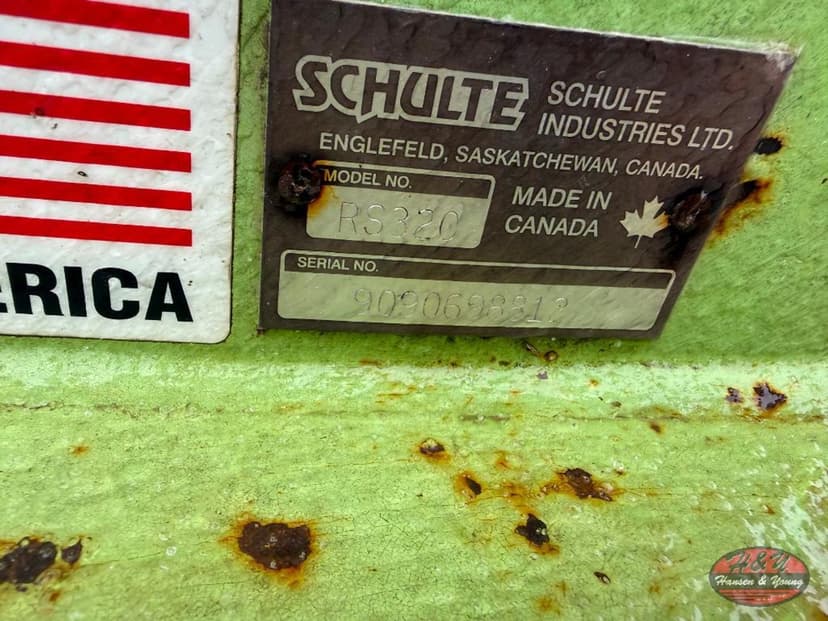 ERICA
SCHULTE
SCHULTE
INDUSTRIES LTD.
ENGLEFELD, SASKATCHEWAN, CANADA.
MODEL NO.
RS320
MADE IN
CANADA
SERIAL NO.
H & Y
Hansen & Young